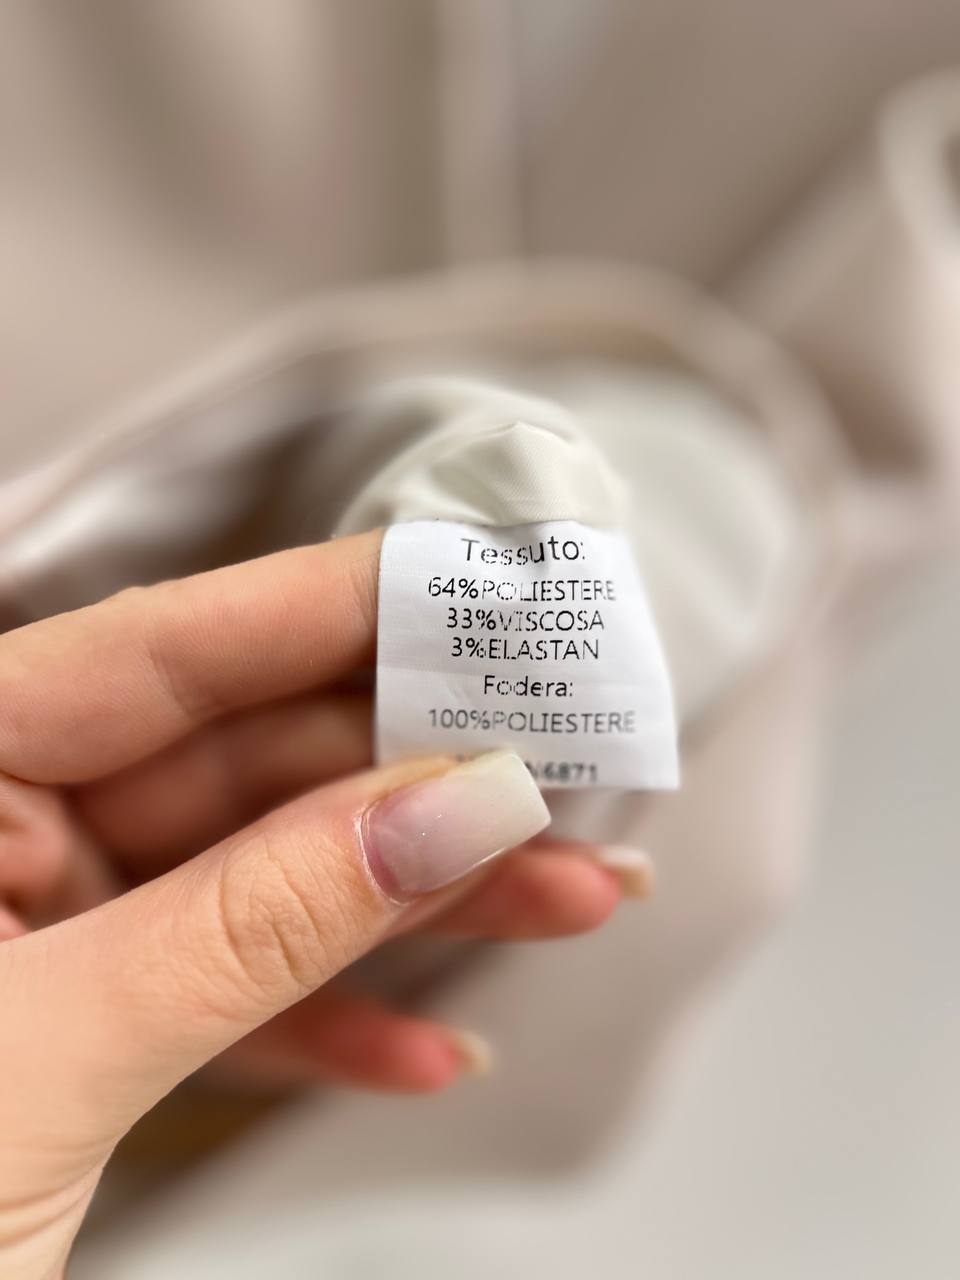 Tessuto:
64%POLIESTERE
33%VISCOSA
3%ELASTAN
Fodera:
100%POLIESTERE